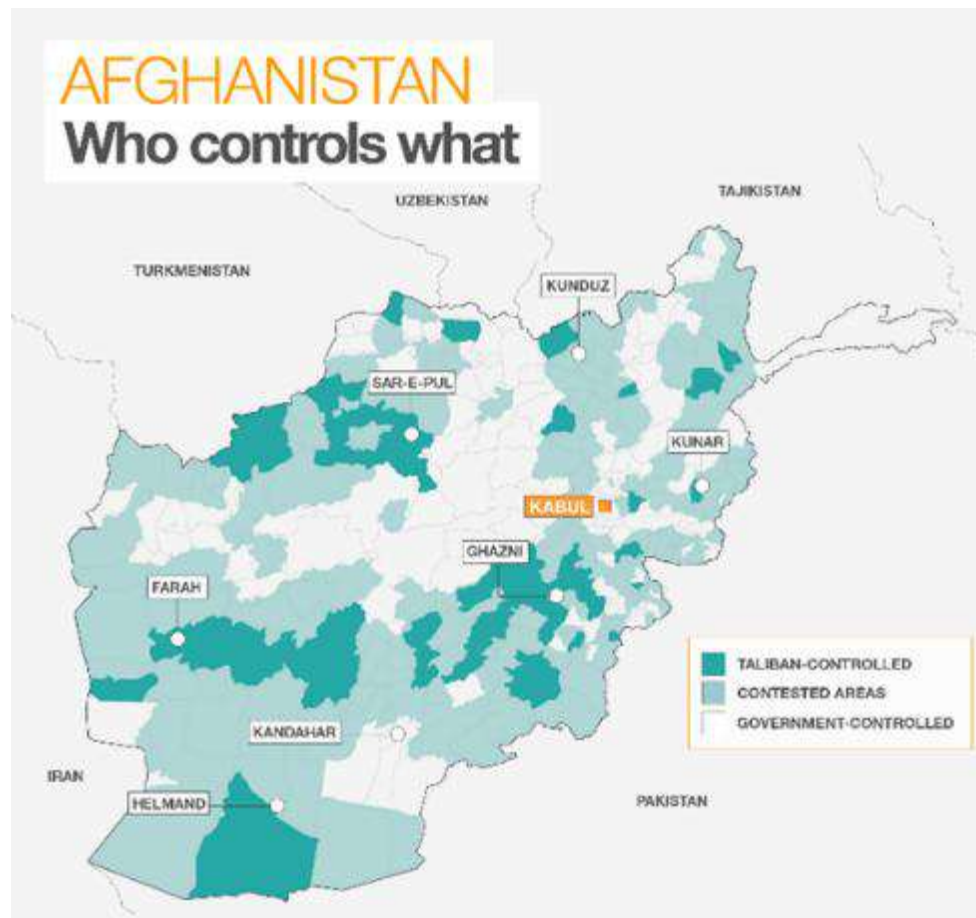 AFGHANISTAN
Who controls what
UZBEKISTAN
TAJIKISTAN
TURKMENISTAN
KUNDUZ
SAR-E-PUL
KUNAR
KABUL
GHAZNI
FARAH
TALIBAN-CONTROLLED
CONTESTED AREAS
GOVERNMENT-CONTROLLED
KANDAHAR
IRAN
HELMAND
PAKISTAN